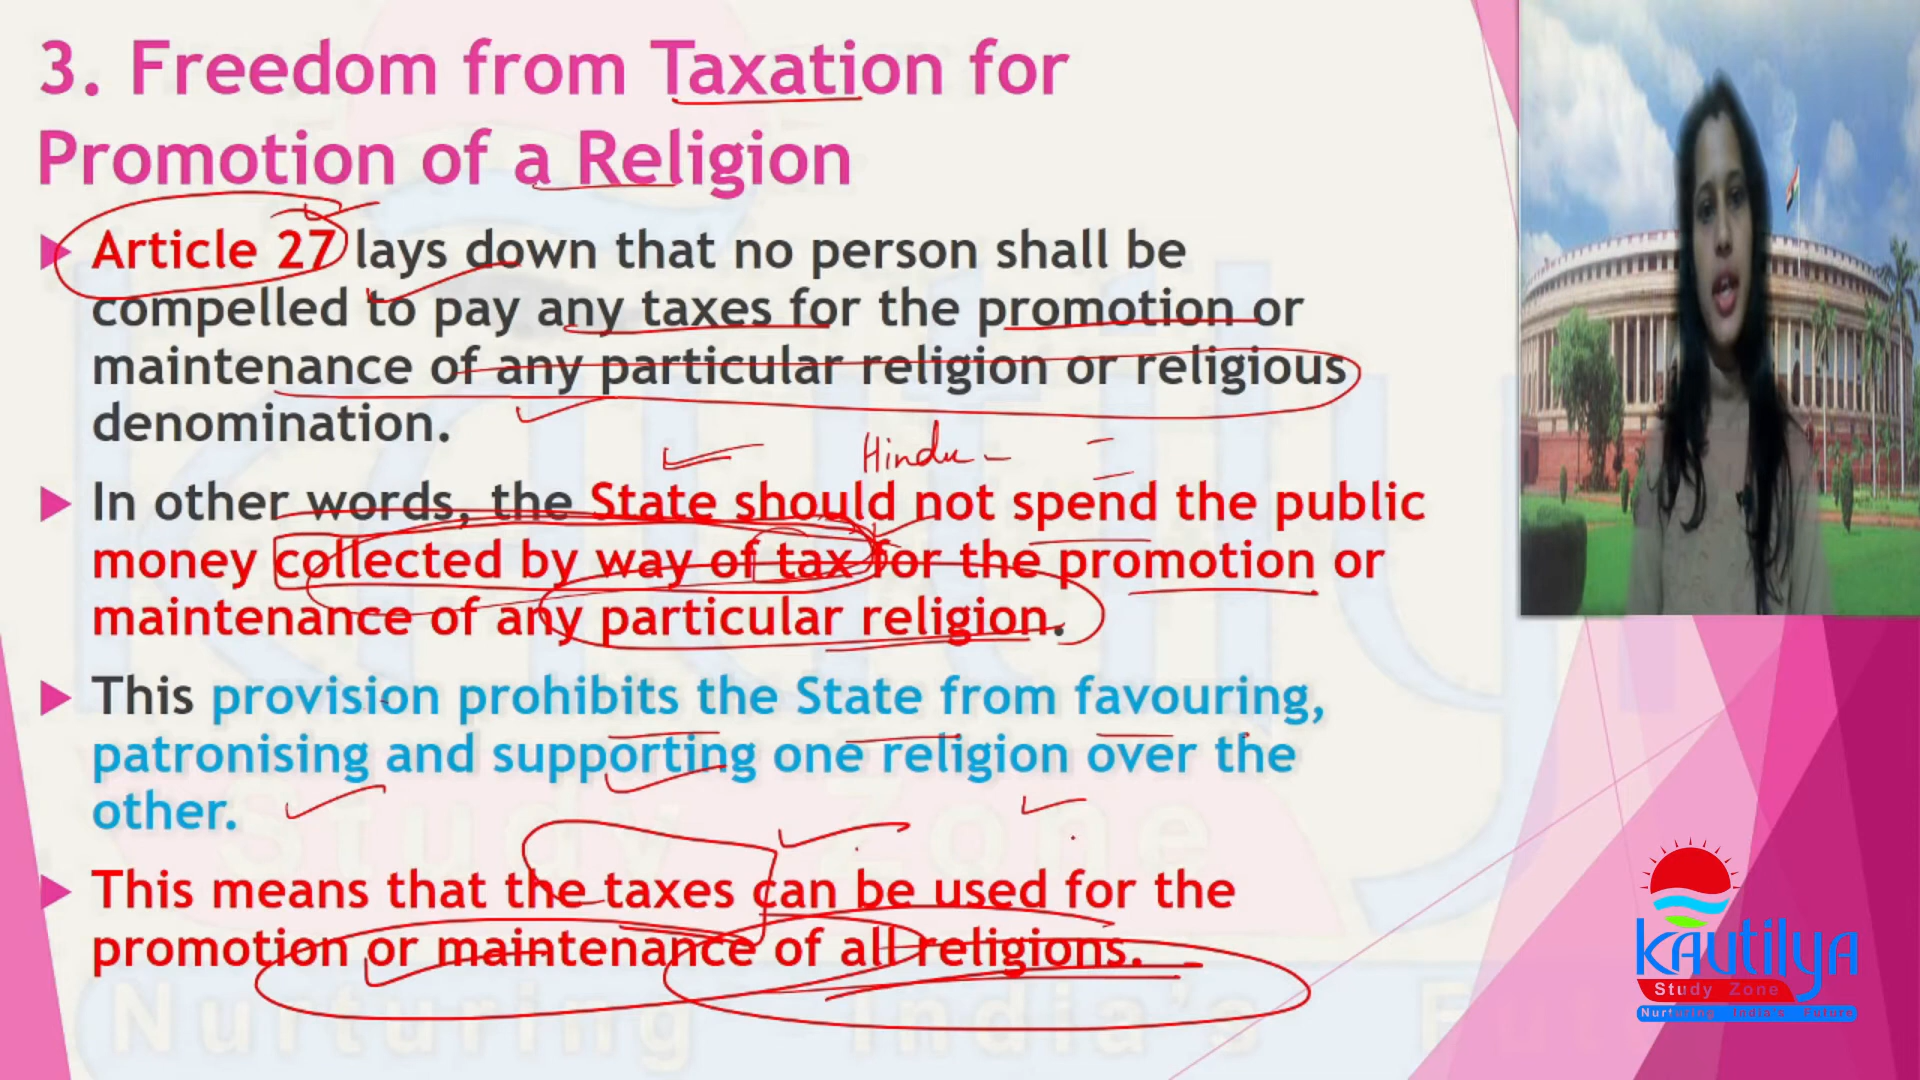 3. Freedom from Taxation for
Promotion of a Religion
Article 27 lays down that no person shall be
compelled to pay any taxes for the promotion or
maintenance of any particular religion or religious
denomination.
Hindu -
In other words, the State should not spend the public
money collected by way of tax for the promotion or
maintenance of any particular religion.
This provision prohibits the State from favouring,
patronising and supporting one religion over the
other.
This means that the taxes can be used for the
promotion or maintenance of all religions.
Kautilya
Study Zone
Nurturing India's Future